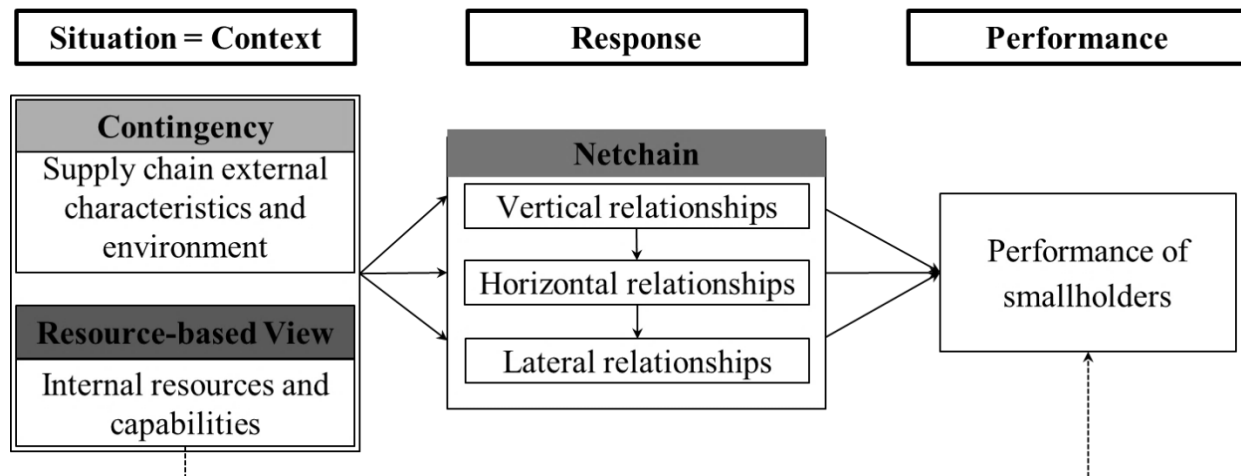 Situation = Context
Response
Performance
Contingency
Supply chain external
characteristics and
environment
Resource-based View
Internal resources and
capabilities
Netchain
Vertical relationships
Horizontal relationships
Lateral relationships
Performance of
smallholders